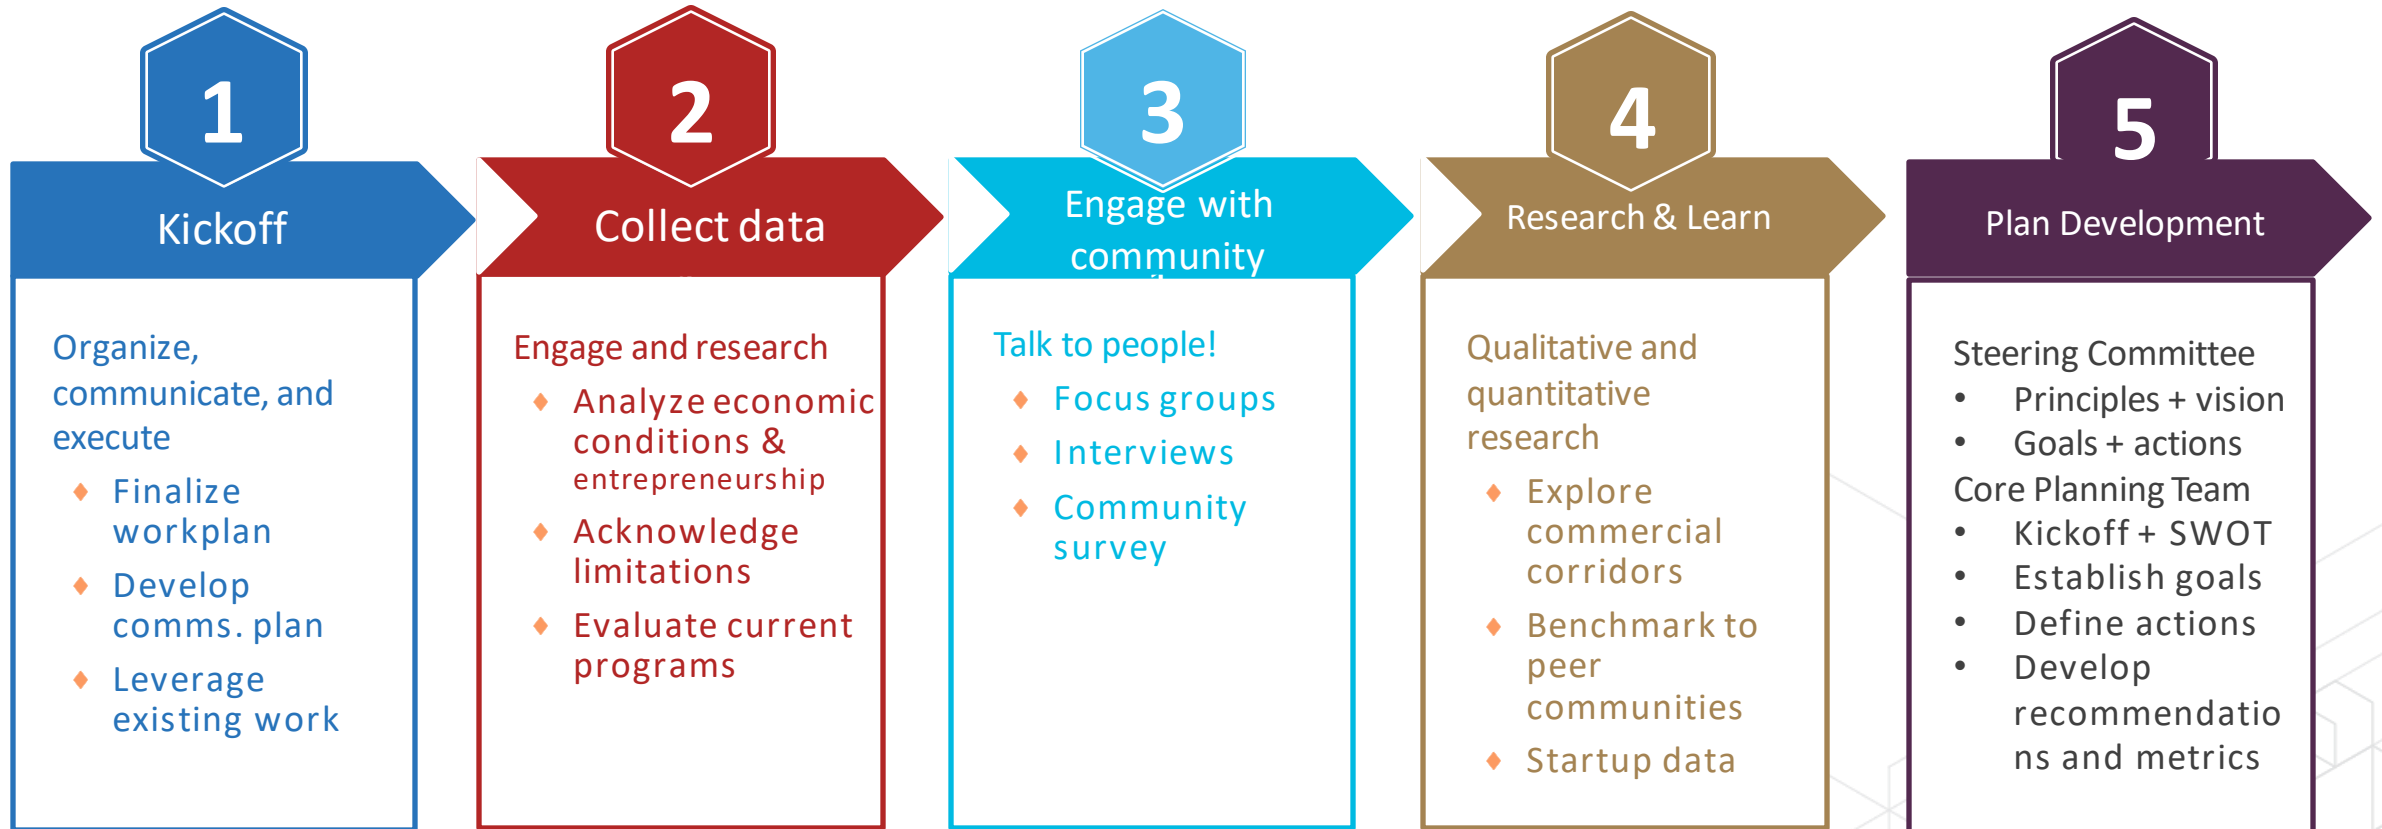 1
Kickoff
Organize,
communicate, and
execute
♦ Finalize
workplan
♦ Develop
comms. plan
♦ Leverage
existing work
2
Collect data
Engage and research
♦ Analyze economic
conditions &
entrepreneurship
♦ Acknowledge
limitations
♦ Evaluate current
programs
3
Engage with
community
Talk to people!
♦ Focus groups
♦ Interviews
♦ Community
survey
4
Research & Learn
Qualitative and
quantitative
research
♦ Explore
commercial
corridors
♦ Benchmark to
peer
communities
♦ Startup data
5
Plan Development
Steering Committee
• Principles + vision
• Goals + actions
Core Planning Team
• Kickoff + SWOT
• Establish goals
• Define actions
• Develop
recommendatio
ns and metrics